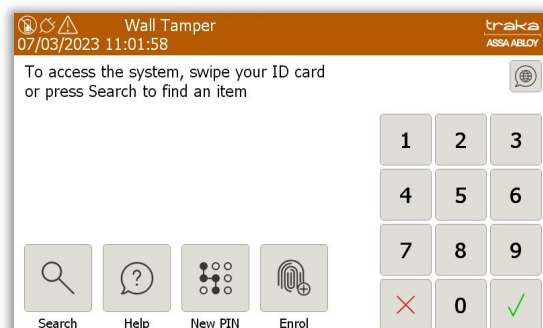 Wall Tamper
07/03/2023 11:01:58
traka
ASSA ABLOY
To access the system, swipe your ID card
or press Search to find an item
1 2 3
4 5 6
7 8 9
0
Search Help New PIN Enrol